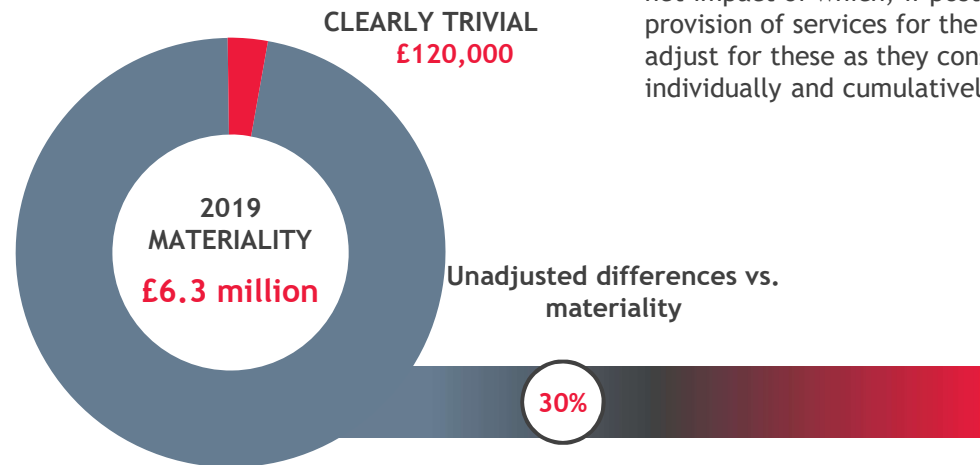 CLEARLY TRIVIAL
£120,000
provision of services for the
adjust for these as they con
individually and cumulativel
2019
MATERIALITY
£6.3 million
Unadjusted differences vs.
materiality
30%